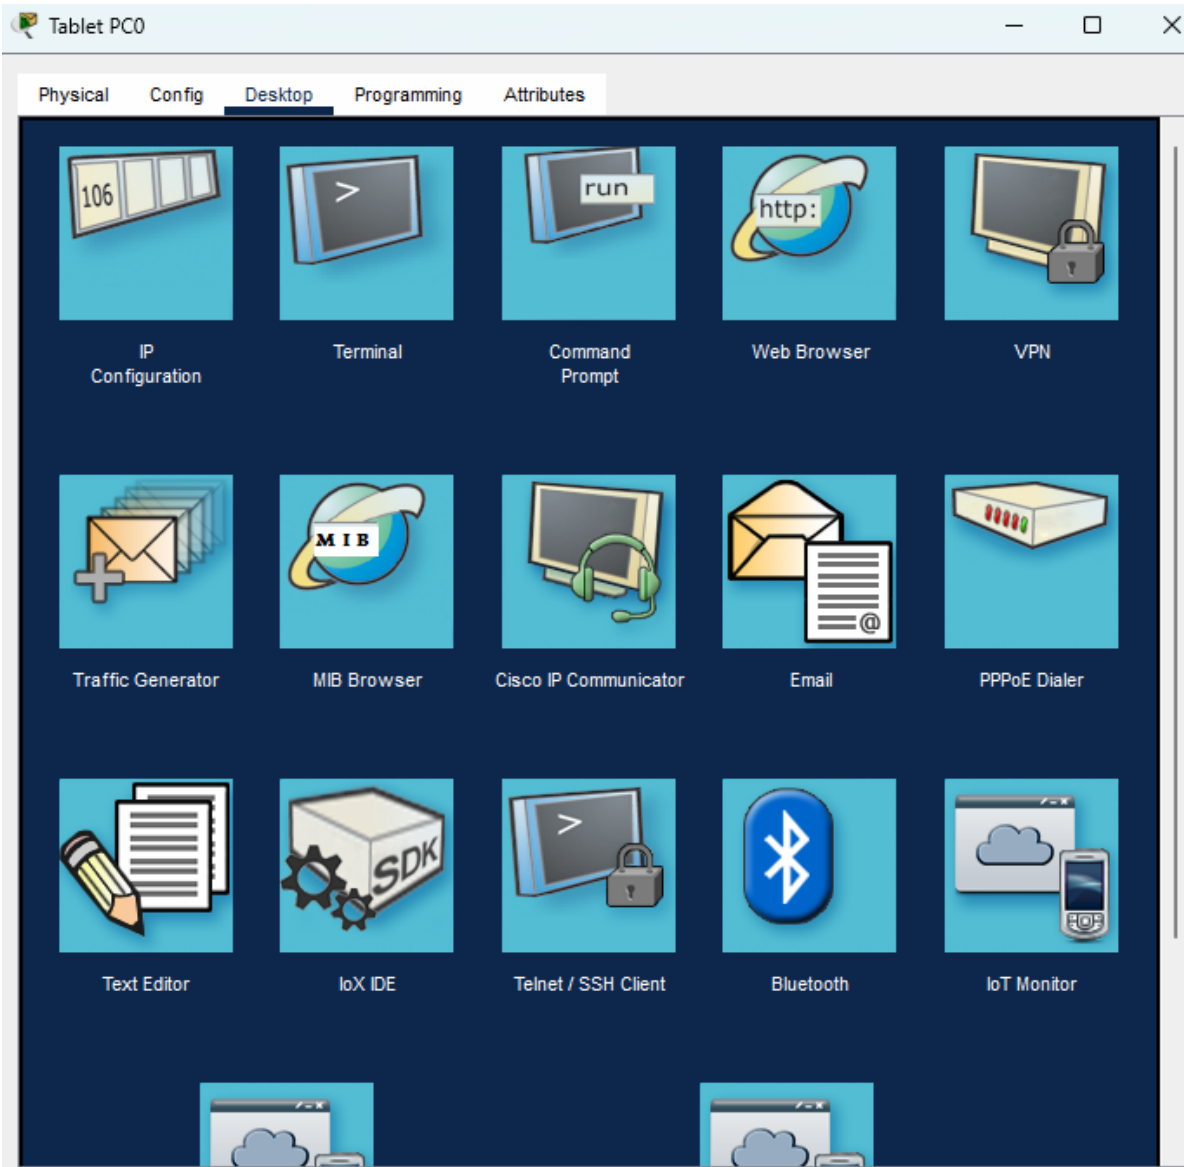 Tablet PC0
Physical Config Desktop Programming Attributes
106
>
run
http:
IP
Configuration
Terminal
Command
Prompt
Web Browser
VPN
MIB
@
Traffic Generator
MIB Browser
Cisco IP Communicator
Email
PPPoE Dialer
SDK
>
Text Editor
IoX IDE
Telnet / SSH Client
Bluetooth
IoT Monitor